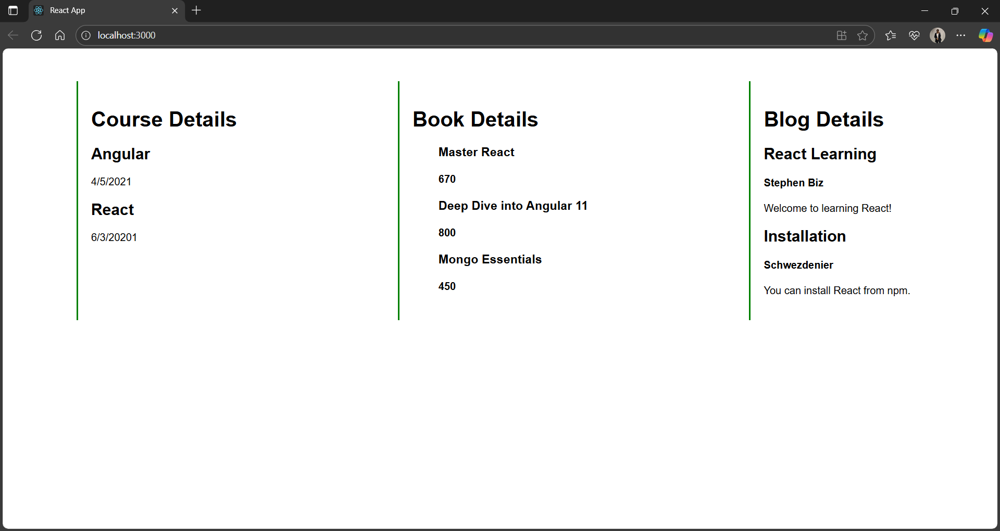 React App
localhost:3000
Course Details
Angular
4/5/2021
React
6/3/20201
Book Details
Master React
670
Deep Dive into Angular 11
800
Mongo Essentials
450
Blog Details
React Learning
Stephen Biz
Welcome to learning React!
Installation
Schwezdenier
You can install React from npm.